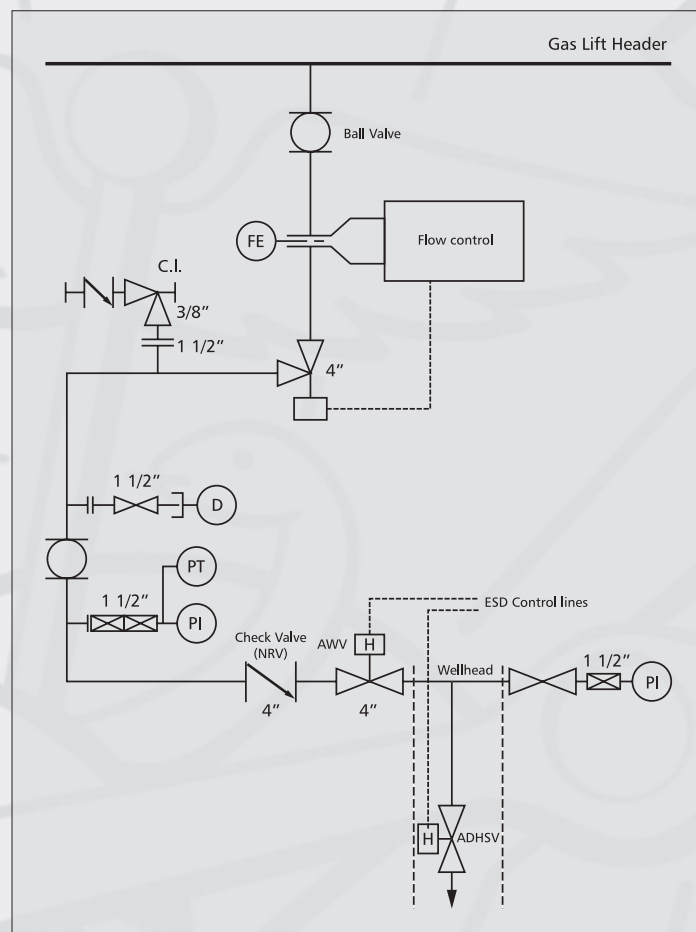 Gas Lift Header
Ball Valve
FE
Flow control
C.I.
3/8”
1 1/2”
4”
1 1/2”
D
PT
1 1/2”
PI
ESD Control lines
Check Valve
(NRV)
AWV
H
Wellhead
1 1/2”
PI
4”
4”
H
ADHSV